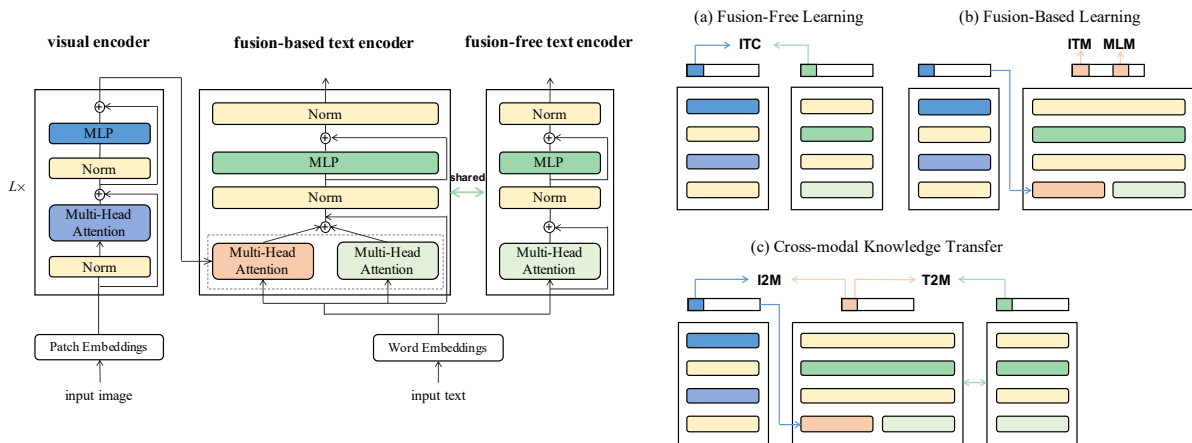 visual encoder
fusion-based text encoder
fusion-free text encoder
MLP
Norm
Multi-Head
Attention
Norm
L×
Patch Embeddings
input image
Norm
MLP
Norm
Multi-Head
Attention
Multi-Head
Attention
shared
Norm
MLP
Norm
Multi-Head
Attention
Word Embeddings
input text
(a) Fusion-Free Learning
ITC
(b) Fusion-Based Learning
ITM MLM
(c) Cross-modal Knowledge Transfer
I2M
T2M